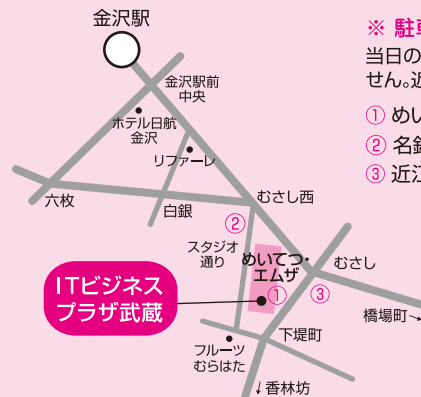 金沢駅
※ 駐車
当日の
せん。近
① めい
② 名鉄
③ 近江
金沢駅前
中央
ホテル日航
金沢
リファーレ
六枚
白銀
むさし西
②
スタジオ
通り
めいてつ・
エムザ
むさし
①
③
ITビジネス
プラザ武蔵
橋場町→
下堤町
フルーツ
むらはた
↓香林坊